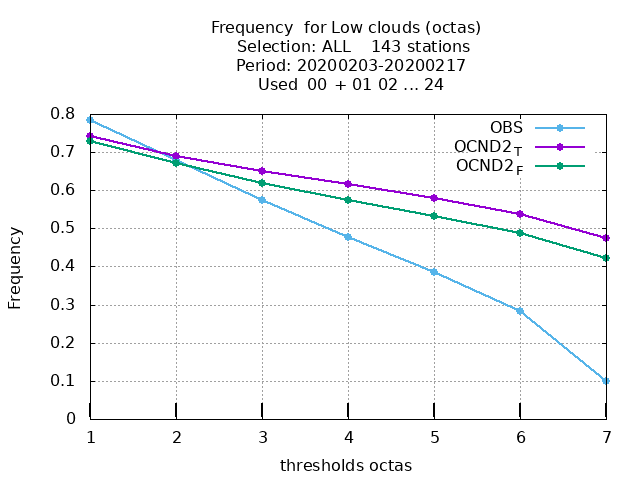 Frequency  for Low clouds (octas)
Selection: ALL    143 stations
Period: 20200203-20200217
Used  00  + 01 02 ... 24
OBS
OCND2T
OCND2F
0.8
0.7
0.6
0.5
0.4
0.3
0.2
0.1
0
Frequency
1 2 3 4 5 6 7
thresholds octas